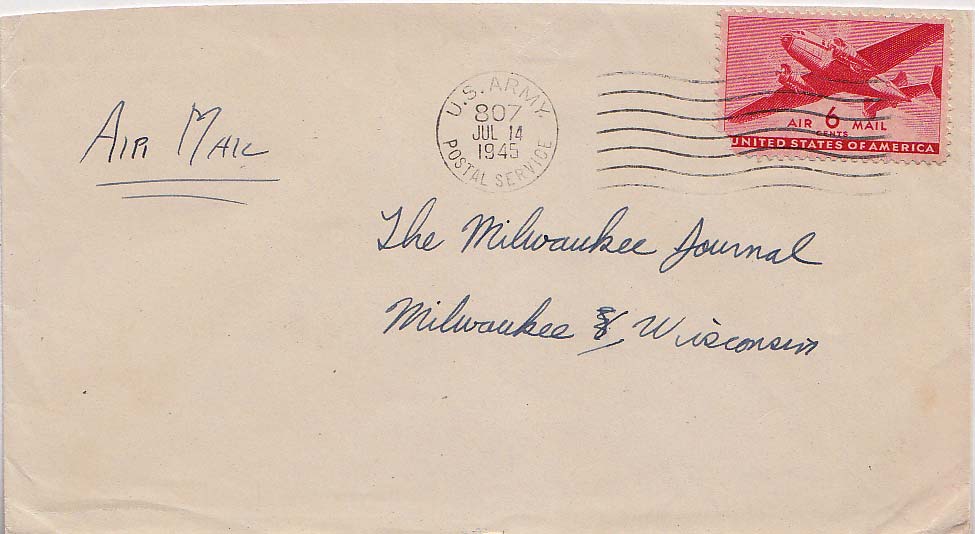 Air Mail
U.S. ARMY
807
JUL 14
1945
POSTAL SERVICE
AIR 6 MAIL
CENTS
UNITED STATES OF AMERICA
The Milwaukee Journal
Milwaukee Wisconsin